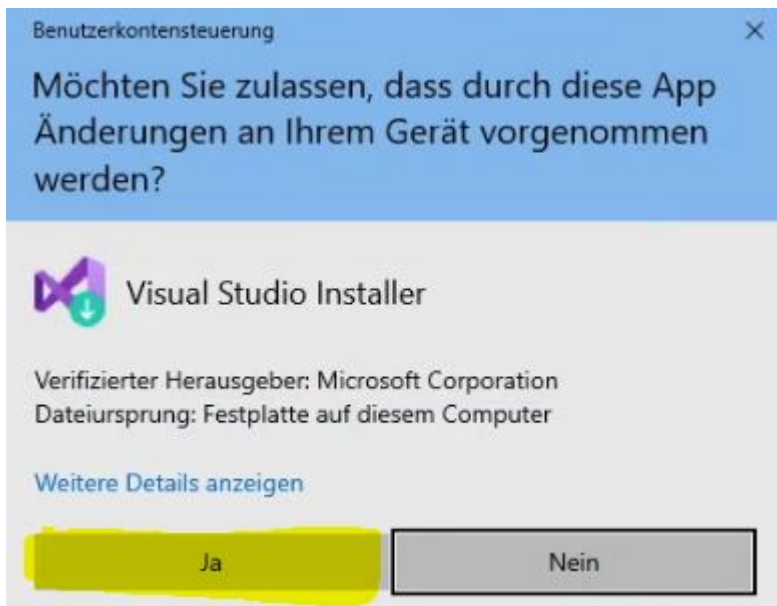 Benutzerkontensteuerung
Möchten Sie zulassen, dass durch diese App
Änderungen an Ihrem Gerät vorgenommen
werden?
Visual Studio Installer
Verifizierter Herausgeber: Microsoft Corporation
Dateiursprung: Festplatte auf diesem Computer
Weitere Details anzeigen
Ja Nein